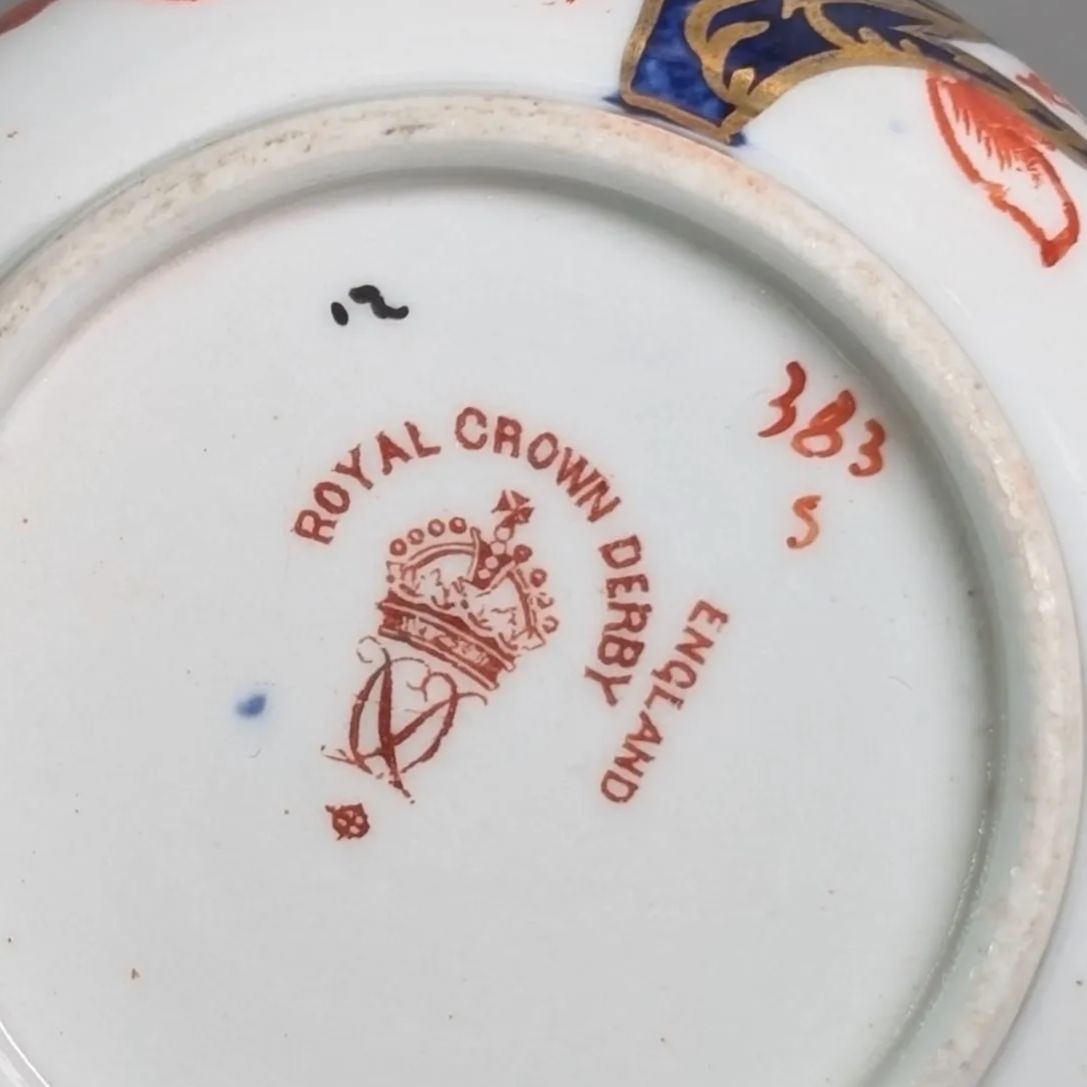 12
383
S
ROYAL CROWN DERBY
ENGLAND